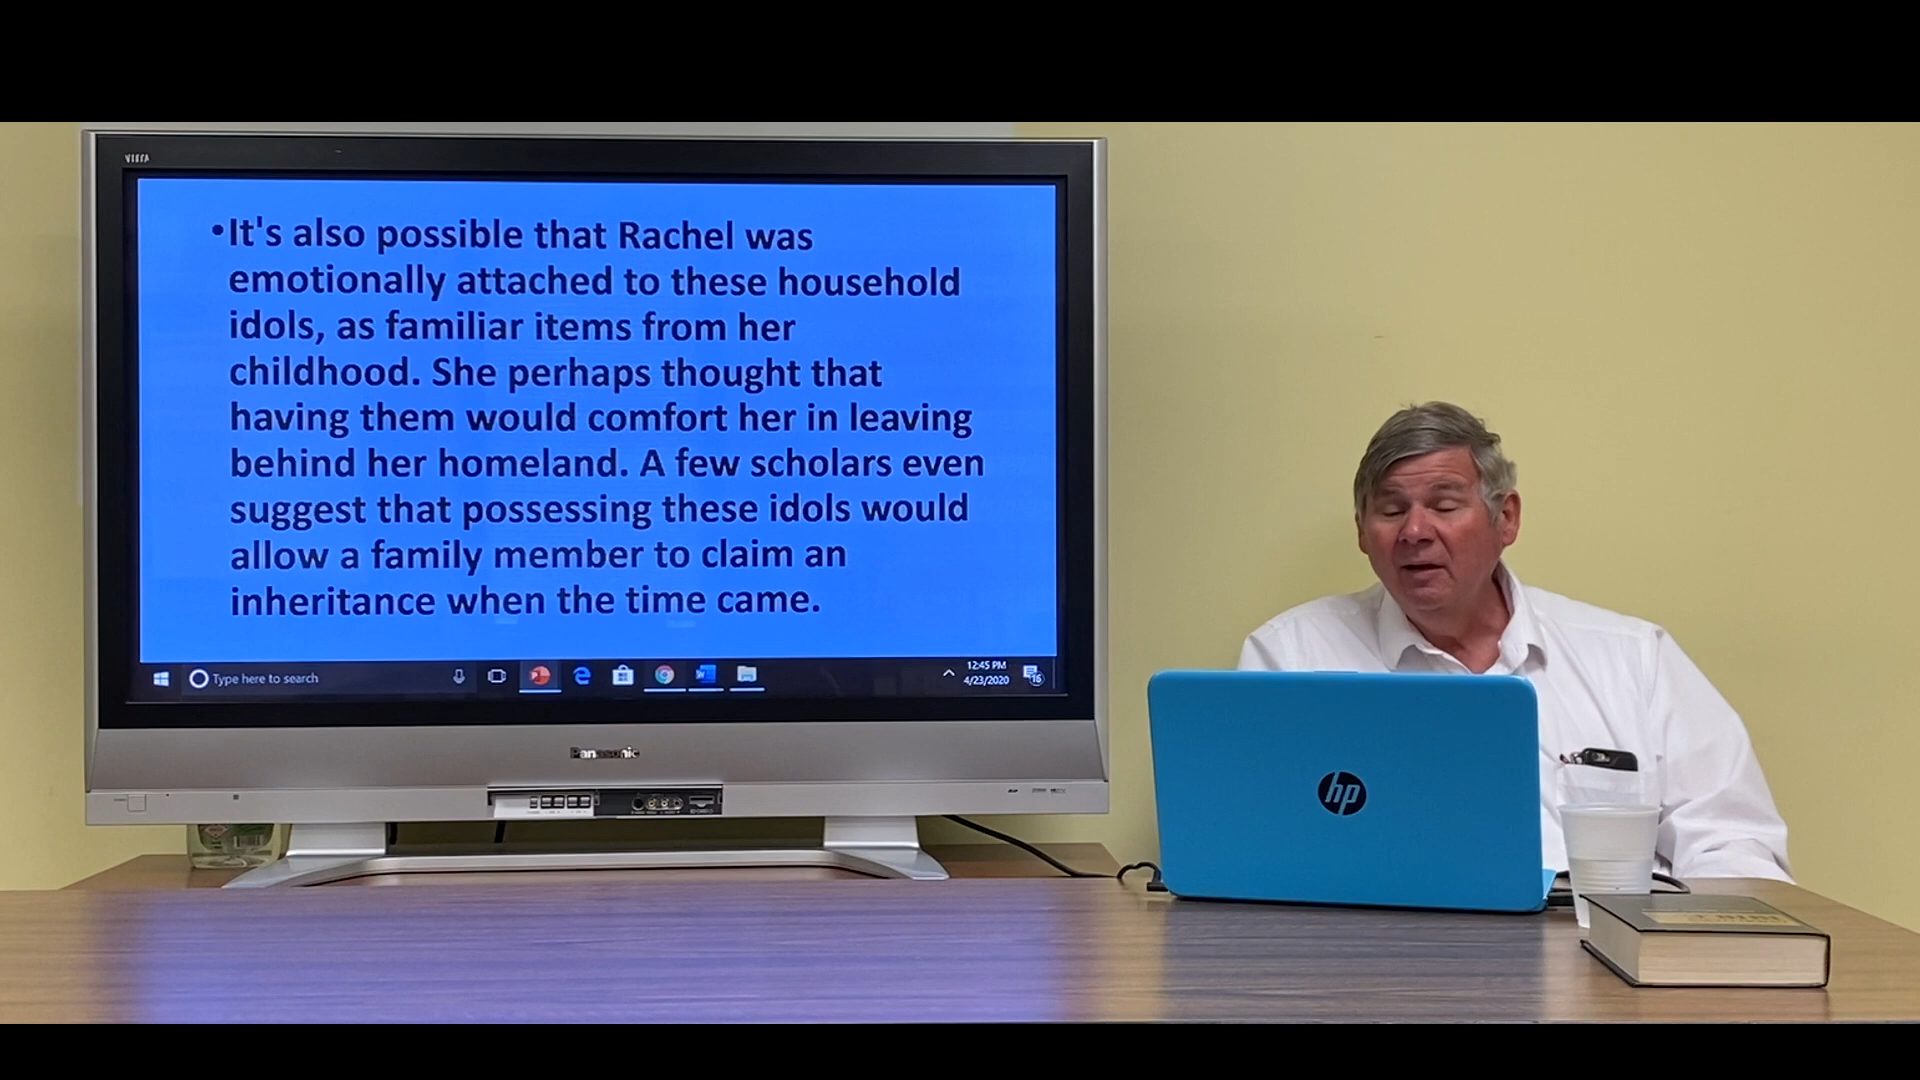 VIERA
•It's also possible that Rachel was
emotionally attached to these household
idols, as familiar items from her
childhood. She perhaps thought that
having them would comfort her in leaving
behind her homeland. A few scholars even
suggest that possessing these idols would
allow a family member to claim an
inheritance when the time came.
Type here to search
12:45 PM
4/23/2020
16
Panasonic
hp